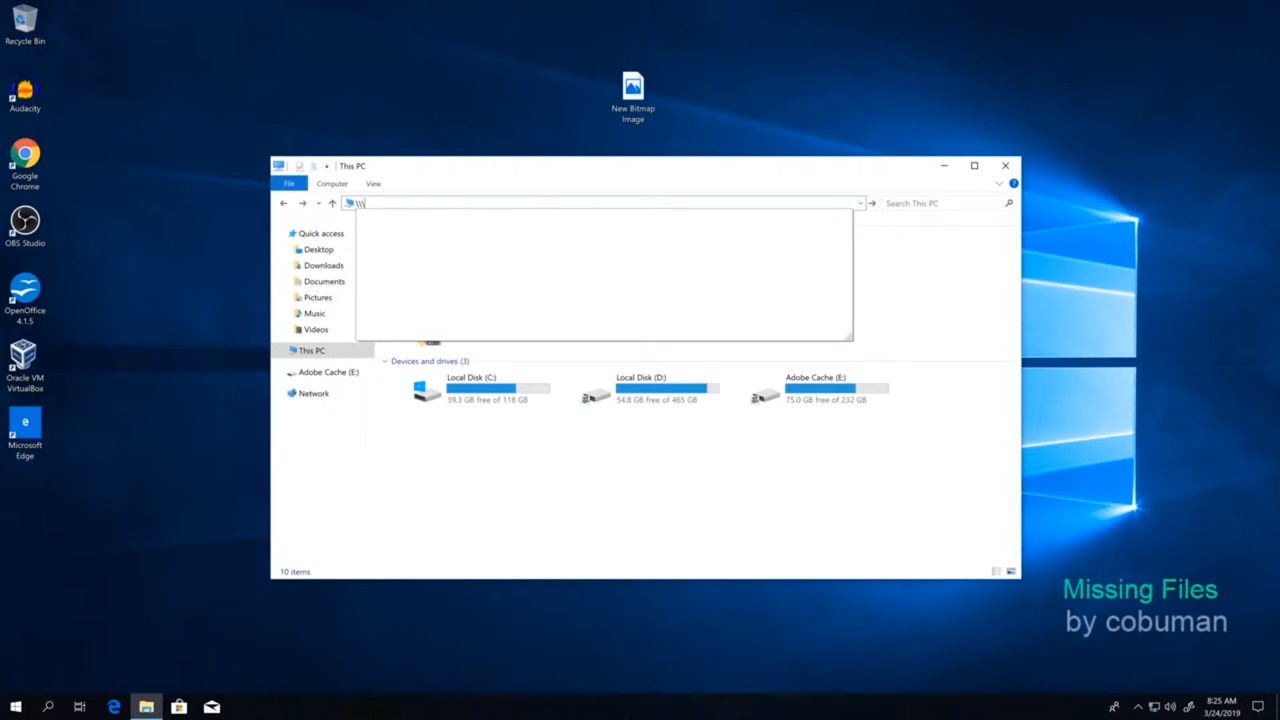 Recycle Bin
Audacity
Google
Chrome
OBS Studio
OpenOffice
4.1.5
Oracle VM
VirtualBox
Microsoft
Edge
New Bitmap
Image
This PC
File Computer View
\\\ Search This PC
Quick access
Desktop
Downloads
Documents
Pictures
Music
Videos
This PC
Adobe Cache (E:)
Network
Devices and drives (3)
Local Disk (C:)
39.3 GB free of 118 GB
Local Disk (D:)
54.8 GB free of 465 GB
Adobe Cache (E:)
75.0 GB free of 232 GB
10 items
Missing Files
by cobuman
8:25 AM
3/24/2019